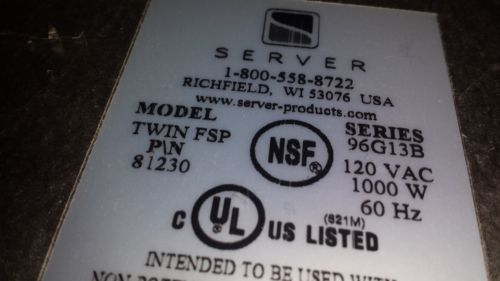 SERVER
1-800-558-8722
RICHFIELD, WI 53076 USA
www.server-products.com
MODEL
TWIN FSP
P\N
81230
NSF®
SERIES
96G13B
120 VAC
1000 W
60 Hz
C UL® US LISTED
(821M)
INTENDED TO BE USED WITH